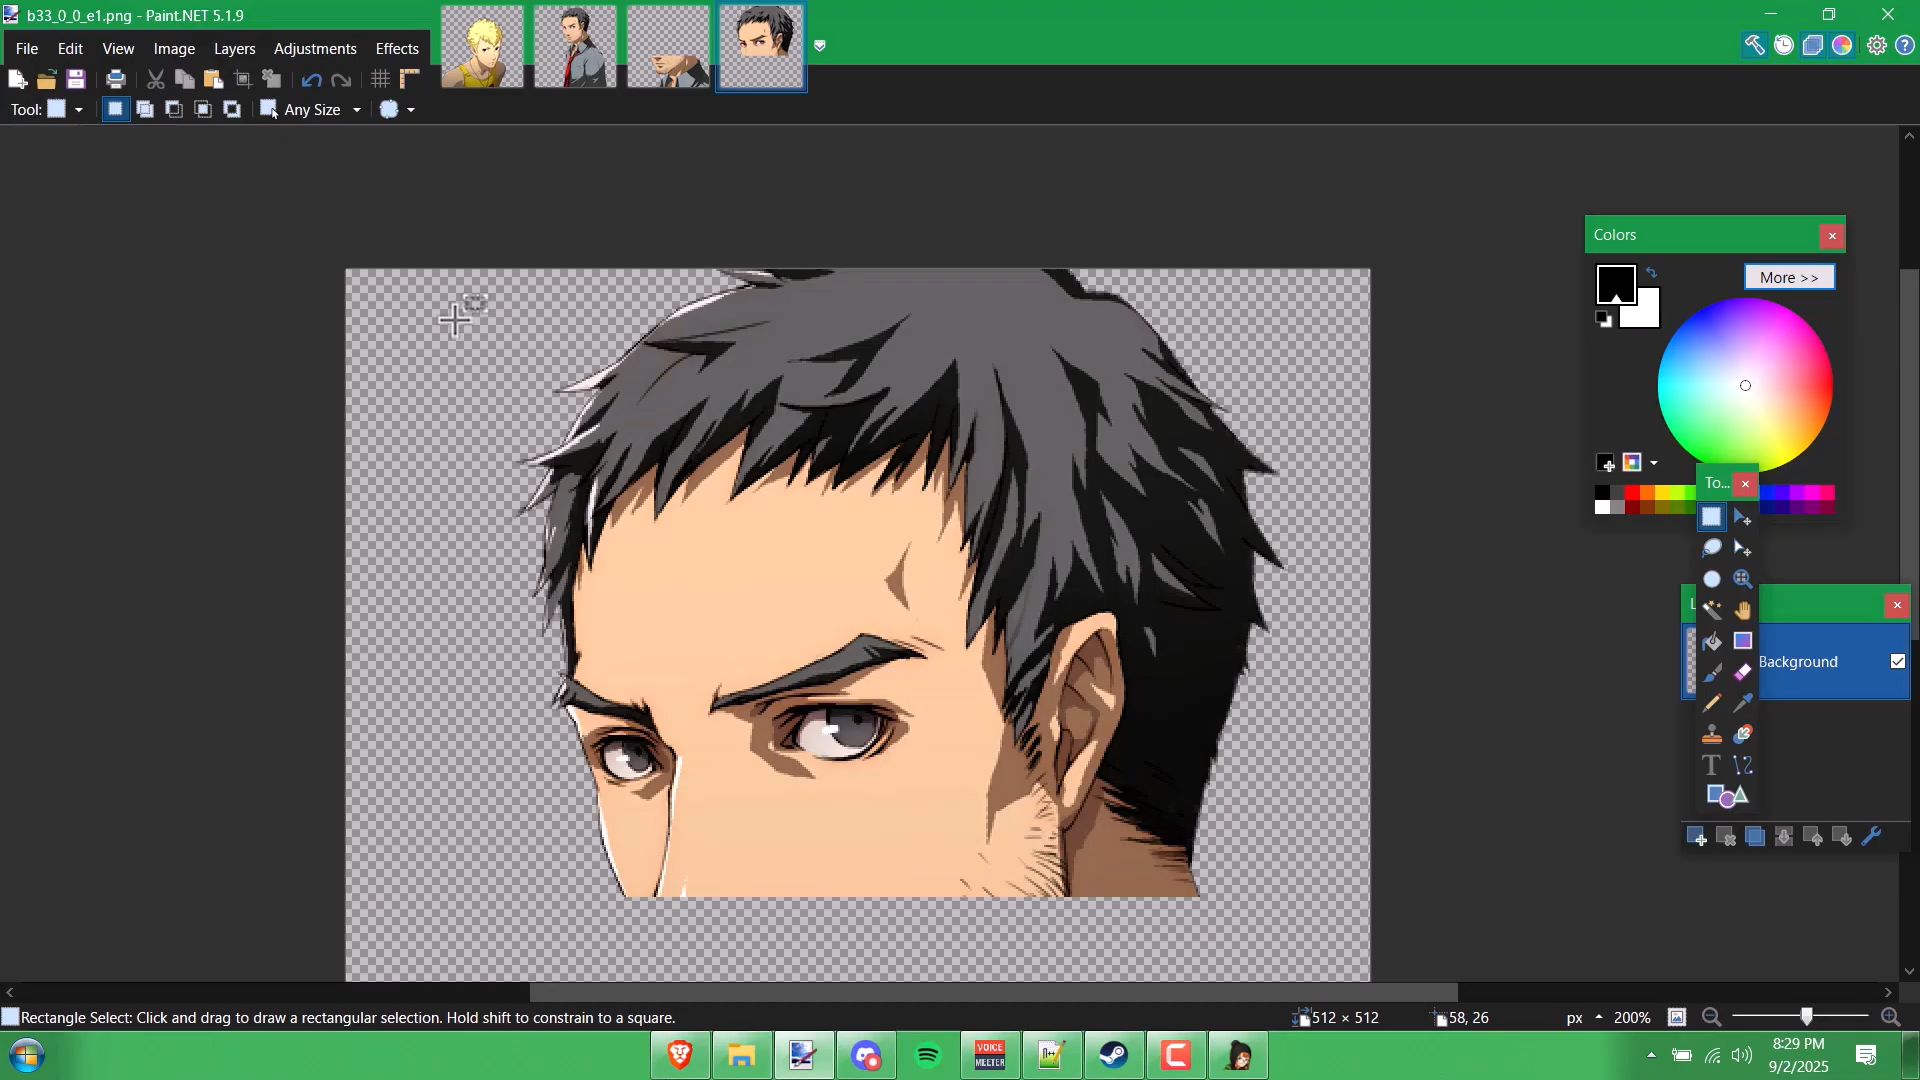 b33_0_0_e1.png - Paint.NET 5.1.9
File Edit View Image Layers Adjustments Effects
Tool: Any Size
Colors
More >>
To...
L
Background
Rectangle Select: Click and drag to draw a rectangular selection. Hold shift to constrain to a square.
512 × 512
58, 26
px
200%
VOICE
MEETER
8:29 PM
9/2/2025